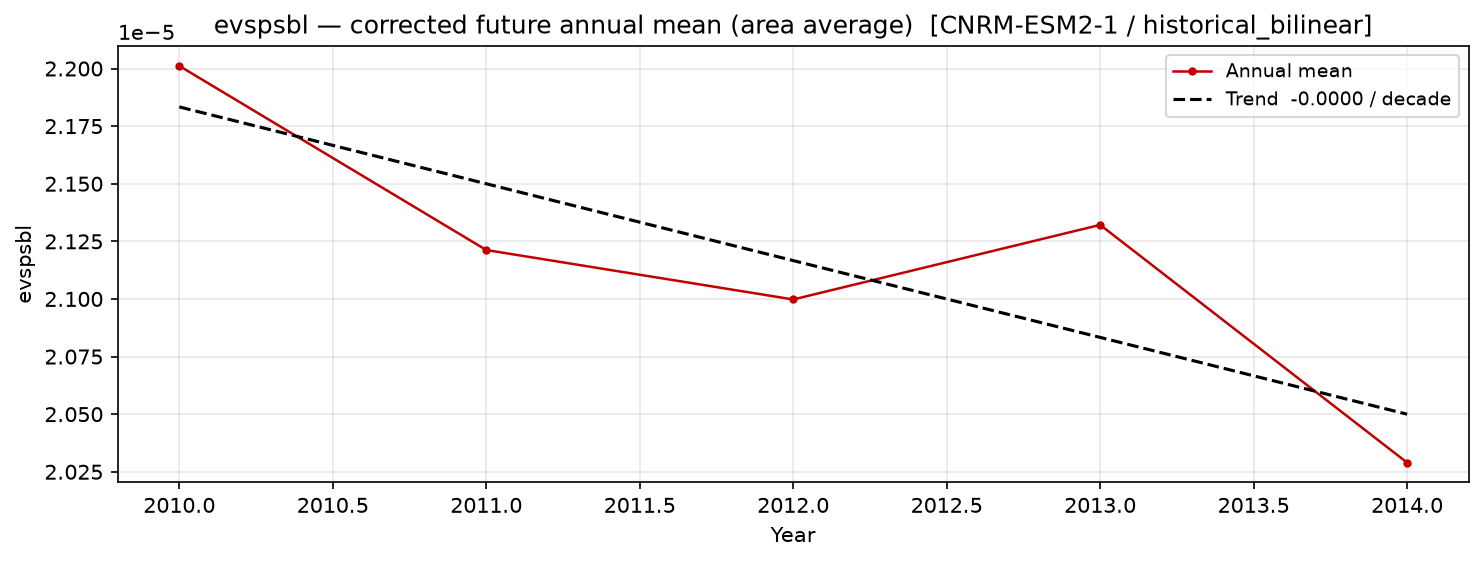 evspsbl — corrected future annual mean (area average)  [CNRM-ESM2-1 / historical_bilinear]
1e−5
2.200
2.175
2.150
2.125
2.100
2.075
2.050
2.025
evspsbl
Annual mean
Trend  -0.0000 / decade
2010.0 2010.5 2011.0 2011.5 2012.0 2012.5 2013.0 2013.5 2014.0
Year